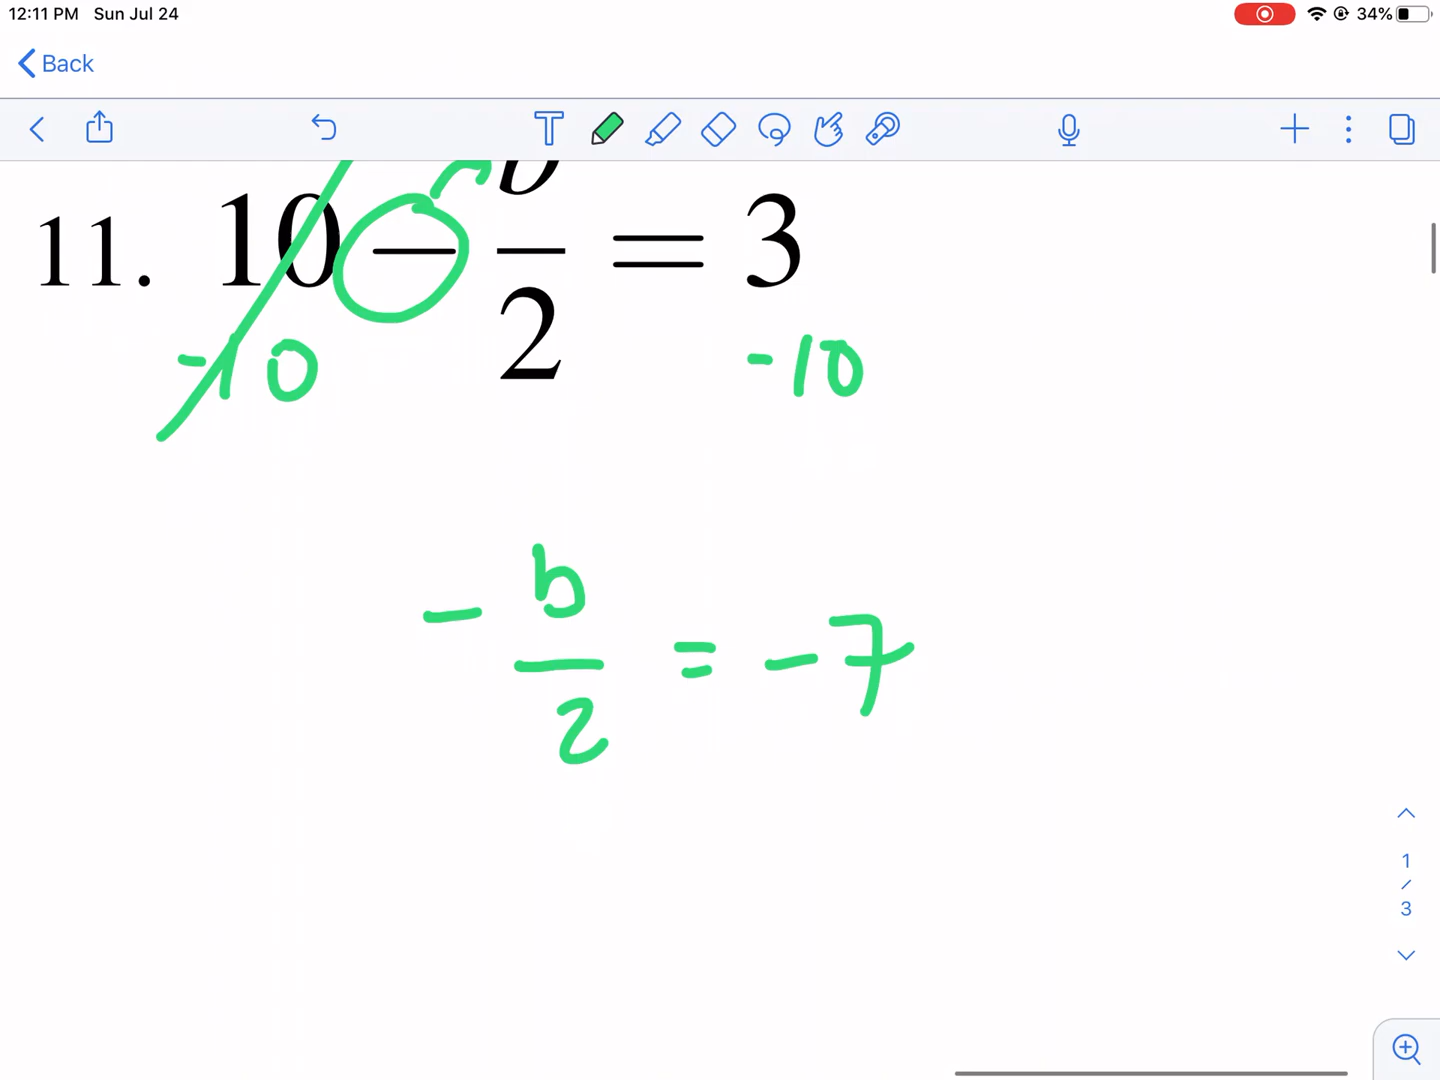 12:11 PM Sun Jul 24 34%
Back
T
11. 10 - b/2 = 3
-10 -10
- b/2 = -7
1
/
3